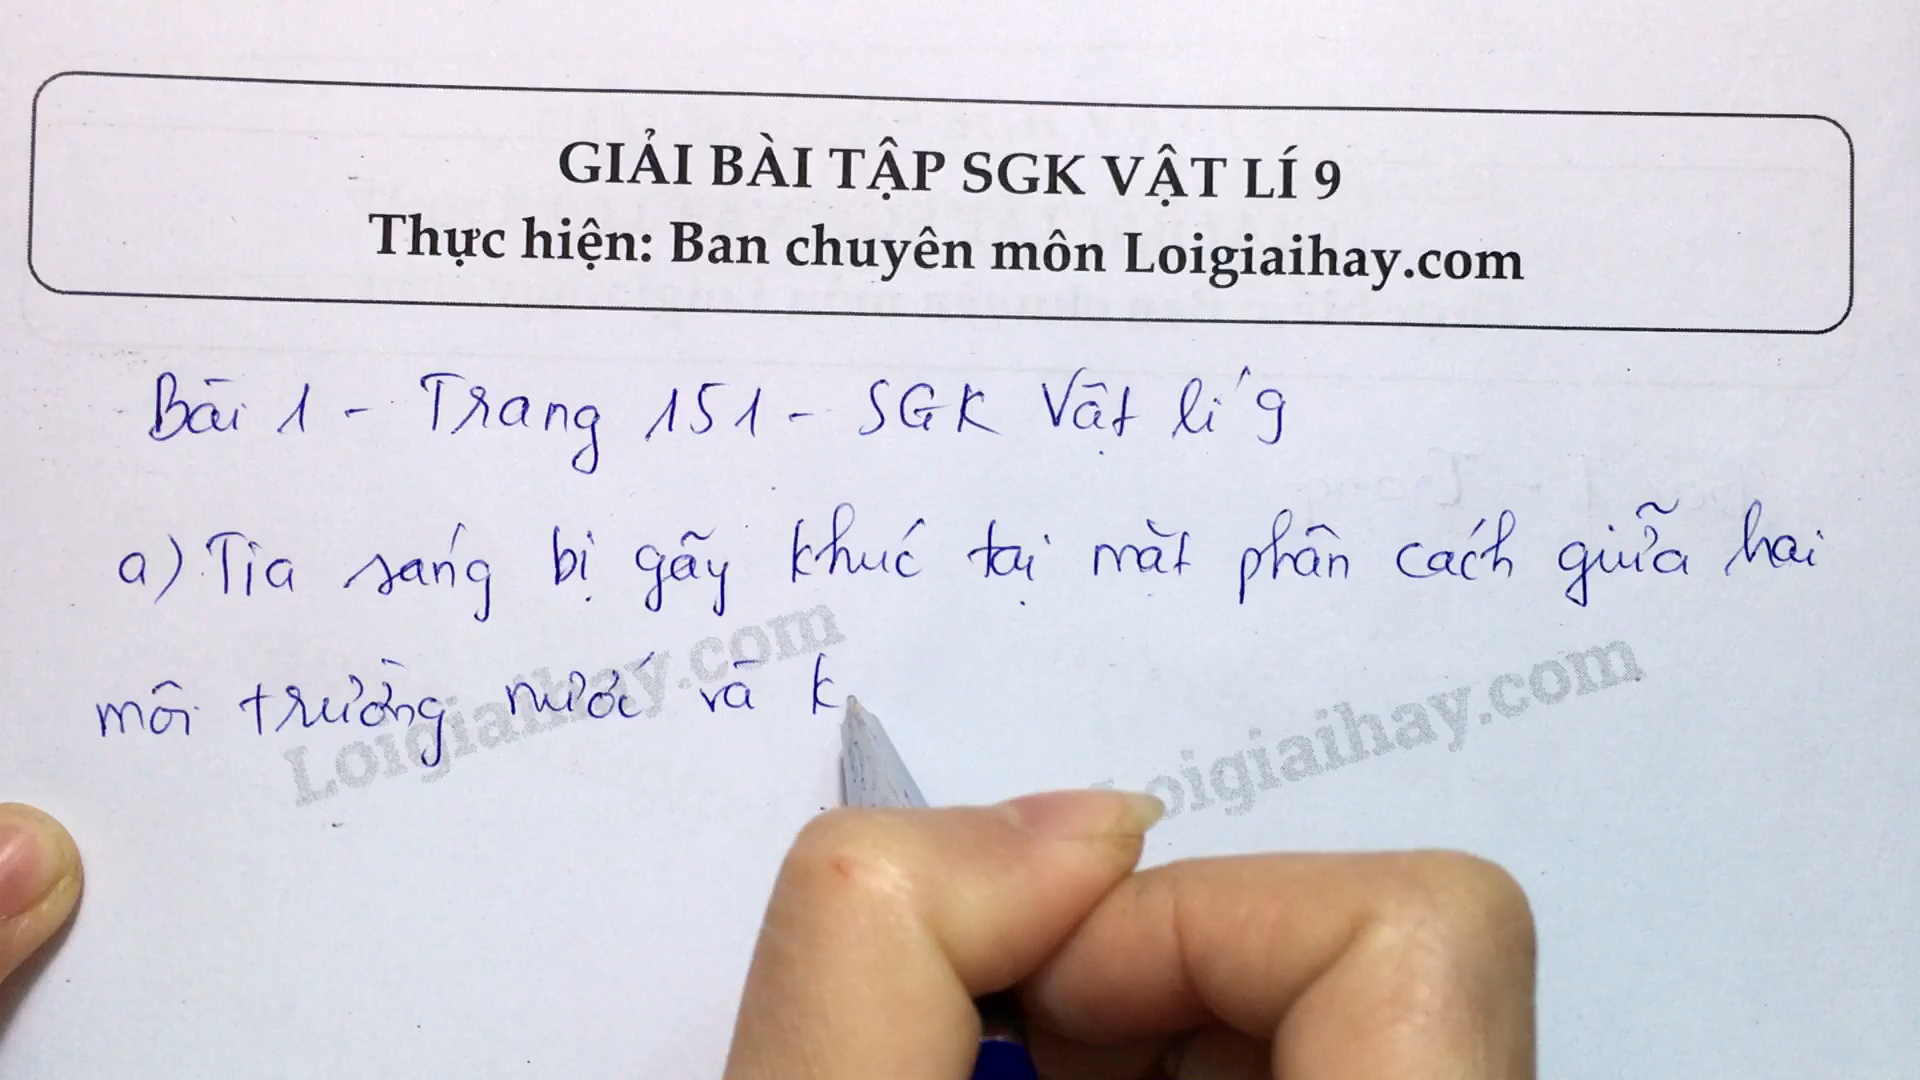 GIẢI BÀI TẬP SGK VẬT LÍ 9
Thực hiện: Ban chuyên môn Loigiaihay.com
Bài 1 - Trang 151 - SGK Vật lí 9
a) Tia sáng bị gãy khúc tại mặt phân cách giữa hai
môi trường nước và k
Loigiaihay.com
Loigiaihay.com